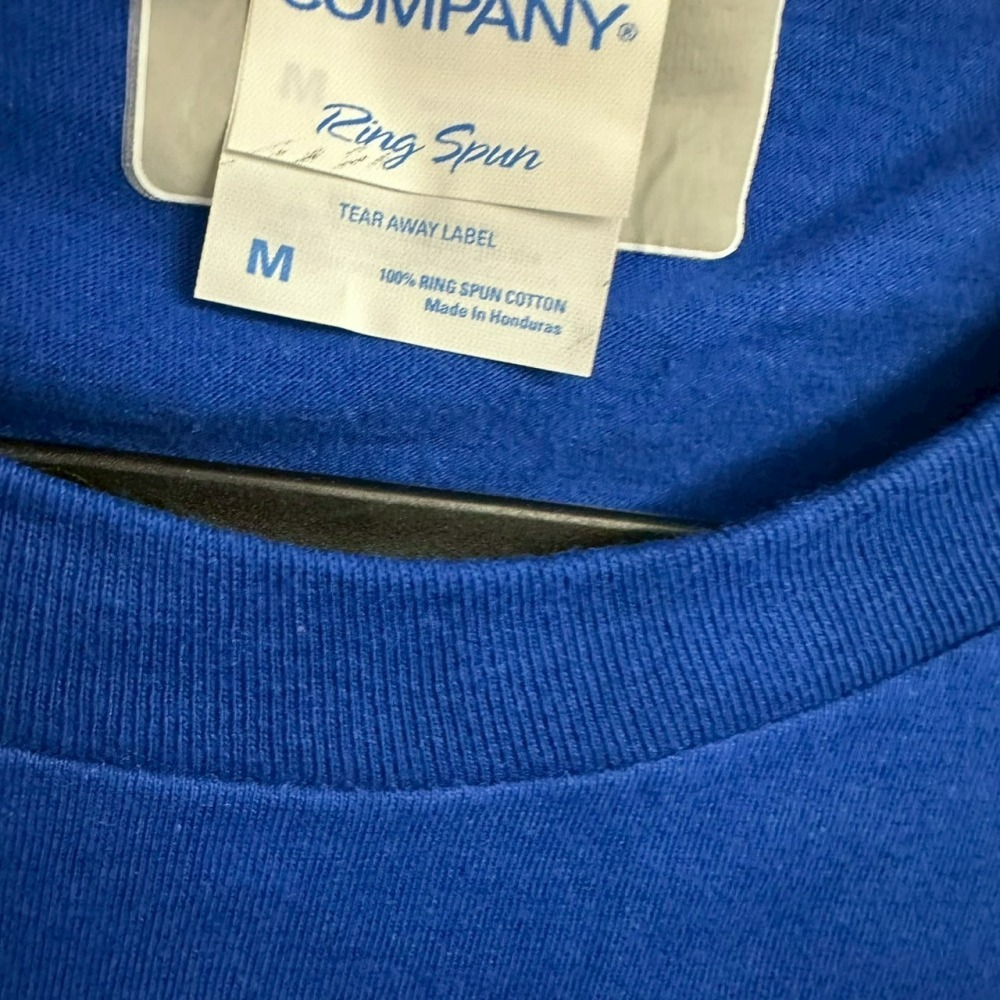 COMPANY®
Ring Spun
TEAR AWAY LABEL
M
100% RING SPUN COTTON
Made In Honduras